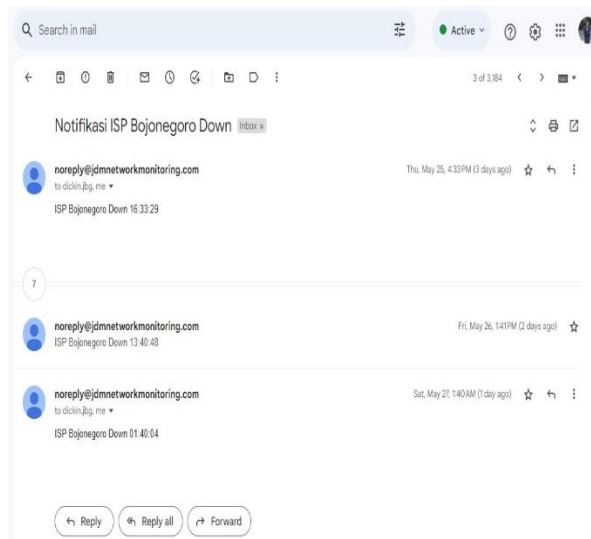 Search in mail
Active
3 of 3,184
Notifikasi ISP Bojonegoro Down Inbox x
noreply@jdmnetworkmonitoring.com Thu, May 25, 4:33 PM (3 days ago)
to dickin.jbg, me
ISP Bojonegoro Down 16:33:29
7
noreply@jdmnetworkmonitoring.com Fri, May 26, 1:41 PM (2 days ago)
ISP Bojonegoro Down 13:40:48
noreply@jdmnetworkmonitoring.com Sat, May 27, 1:40 AM (1 day ago)
to dickin.jbg, me
ISP Bojonegoro Down 01:40:04
Reply Reply all Forward